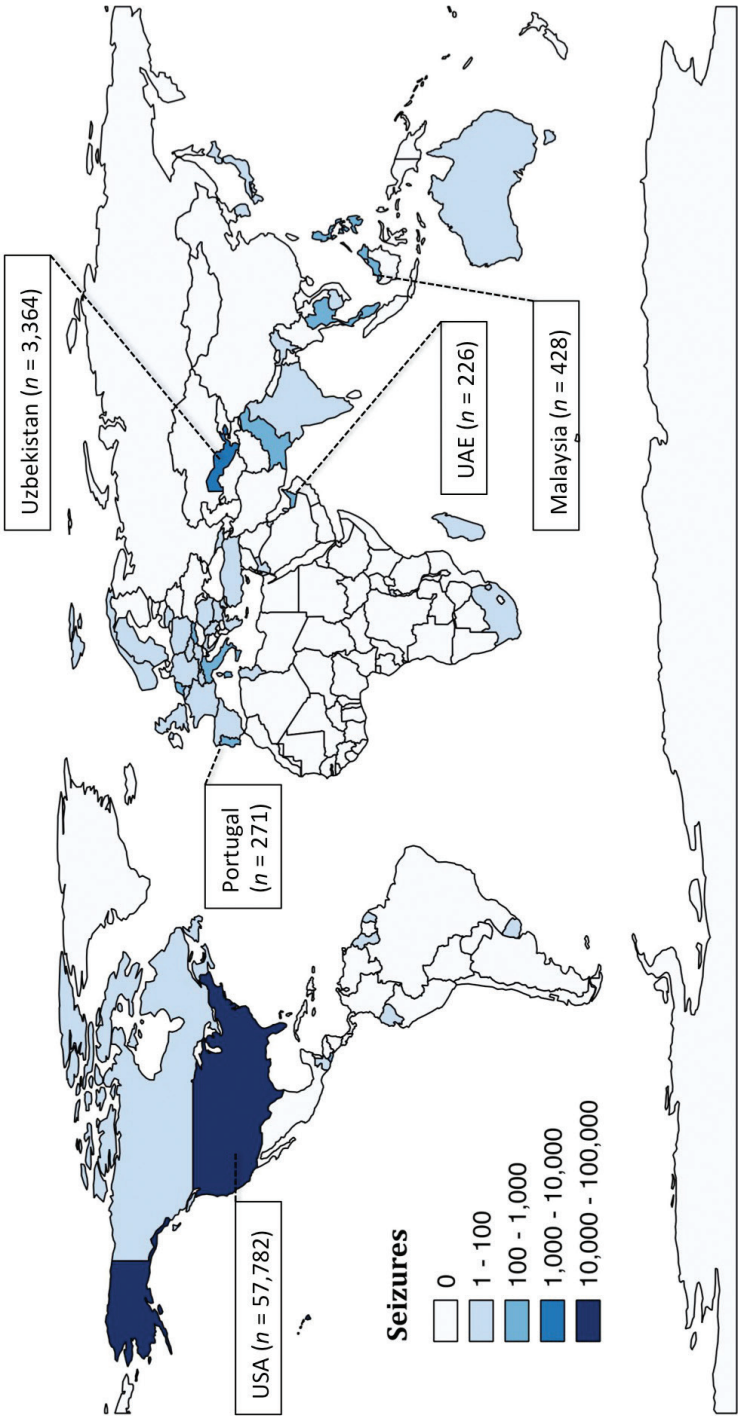 Uzbekistan (n = 3,364)
UAE (n = 226)
Malaysia (n = 428)
Portugal
(n = 271)
USA (n = 57,782)
Seizures
0
1 - 100
100 - 1,000
1,000 - 10,000
10,000 - 100,000